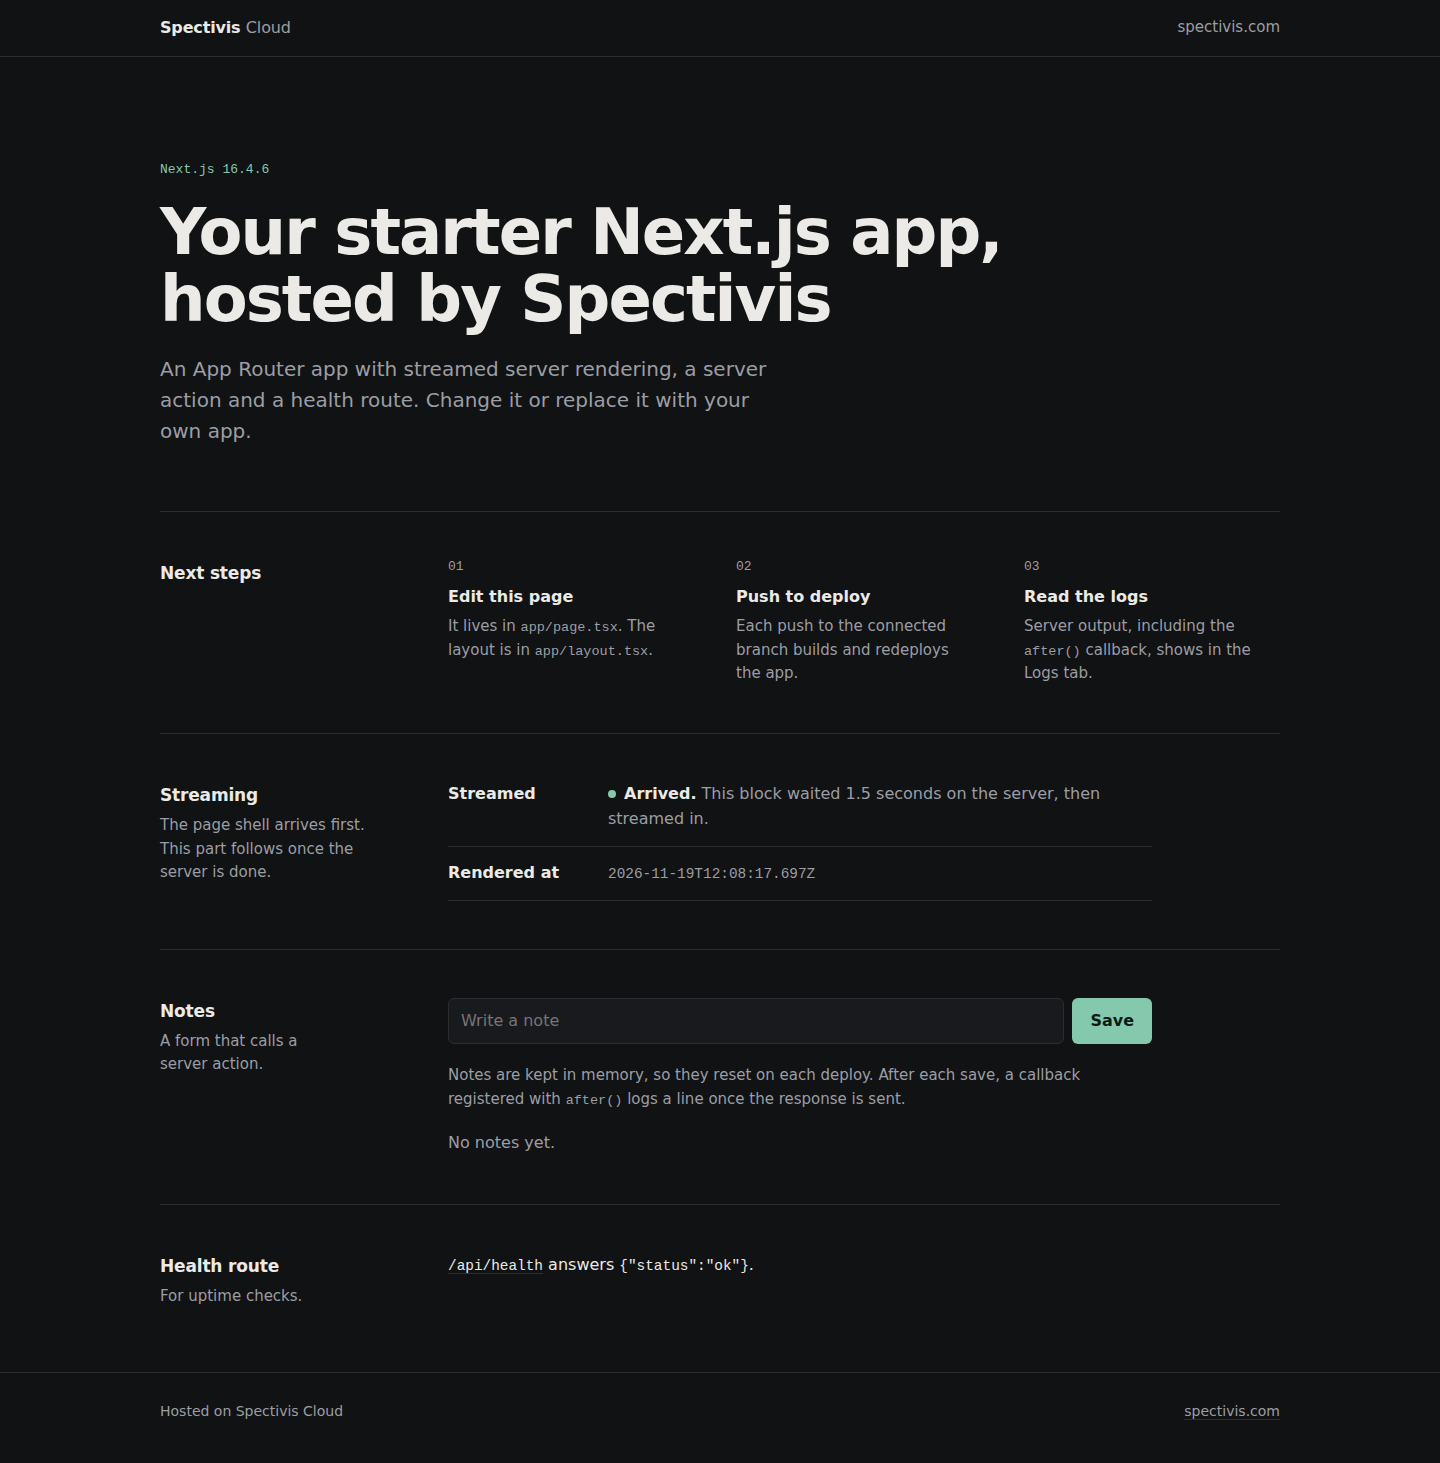 Spectivis Cloud
spectivis.com
Next.js 16.4.6
Your starter Next.js app,
hosted by Spectivis
An App Router app with streamed server rendering, a server
action and a health route. Change it or replace it with your
own app.
Next steps
01
Edit this page
It lives in app/page.tsx. The
layout is in app/layout.tsx.
02
Push to deploy
Each push to the connected
branch builds and redeploys
the app.
03
Read the logs
Server output, including the
after() callback, shows in the
Logs tab.
Streaming
The page shell arrives first.
This part follows once the
server is done.
Streamed
Arrived. This block waited 1.5 seconds on the server, then
streamed in.
Rendered at
2026-11-19T12:08:17.697Z
Notes
A form that calls a
server action.
Write a note
Save
Notes are kept in memory, so they reset on each deploy. After each save, a callback
registered with after() logs a line once the response is sent.
No notes yet.
Health route
For uptime checks.
/api/health answers {"status":"ok"}.
Hosted on Spectivis Cloud
spectivis.com